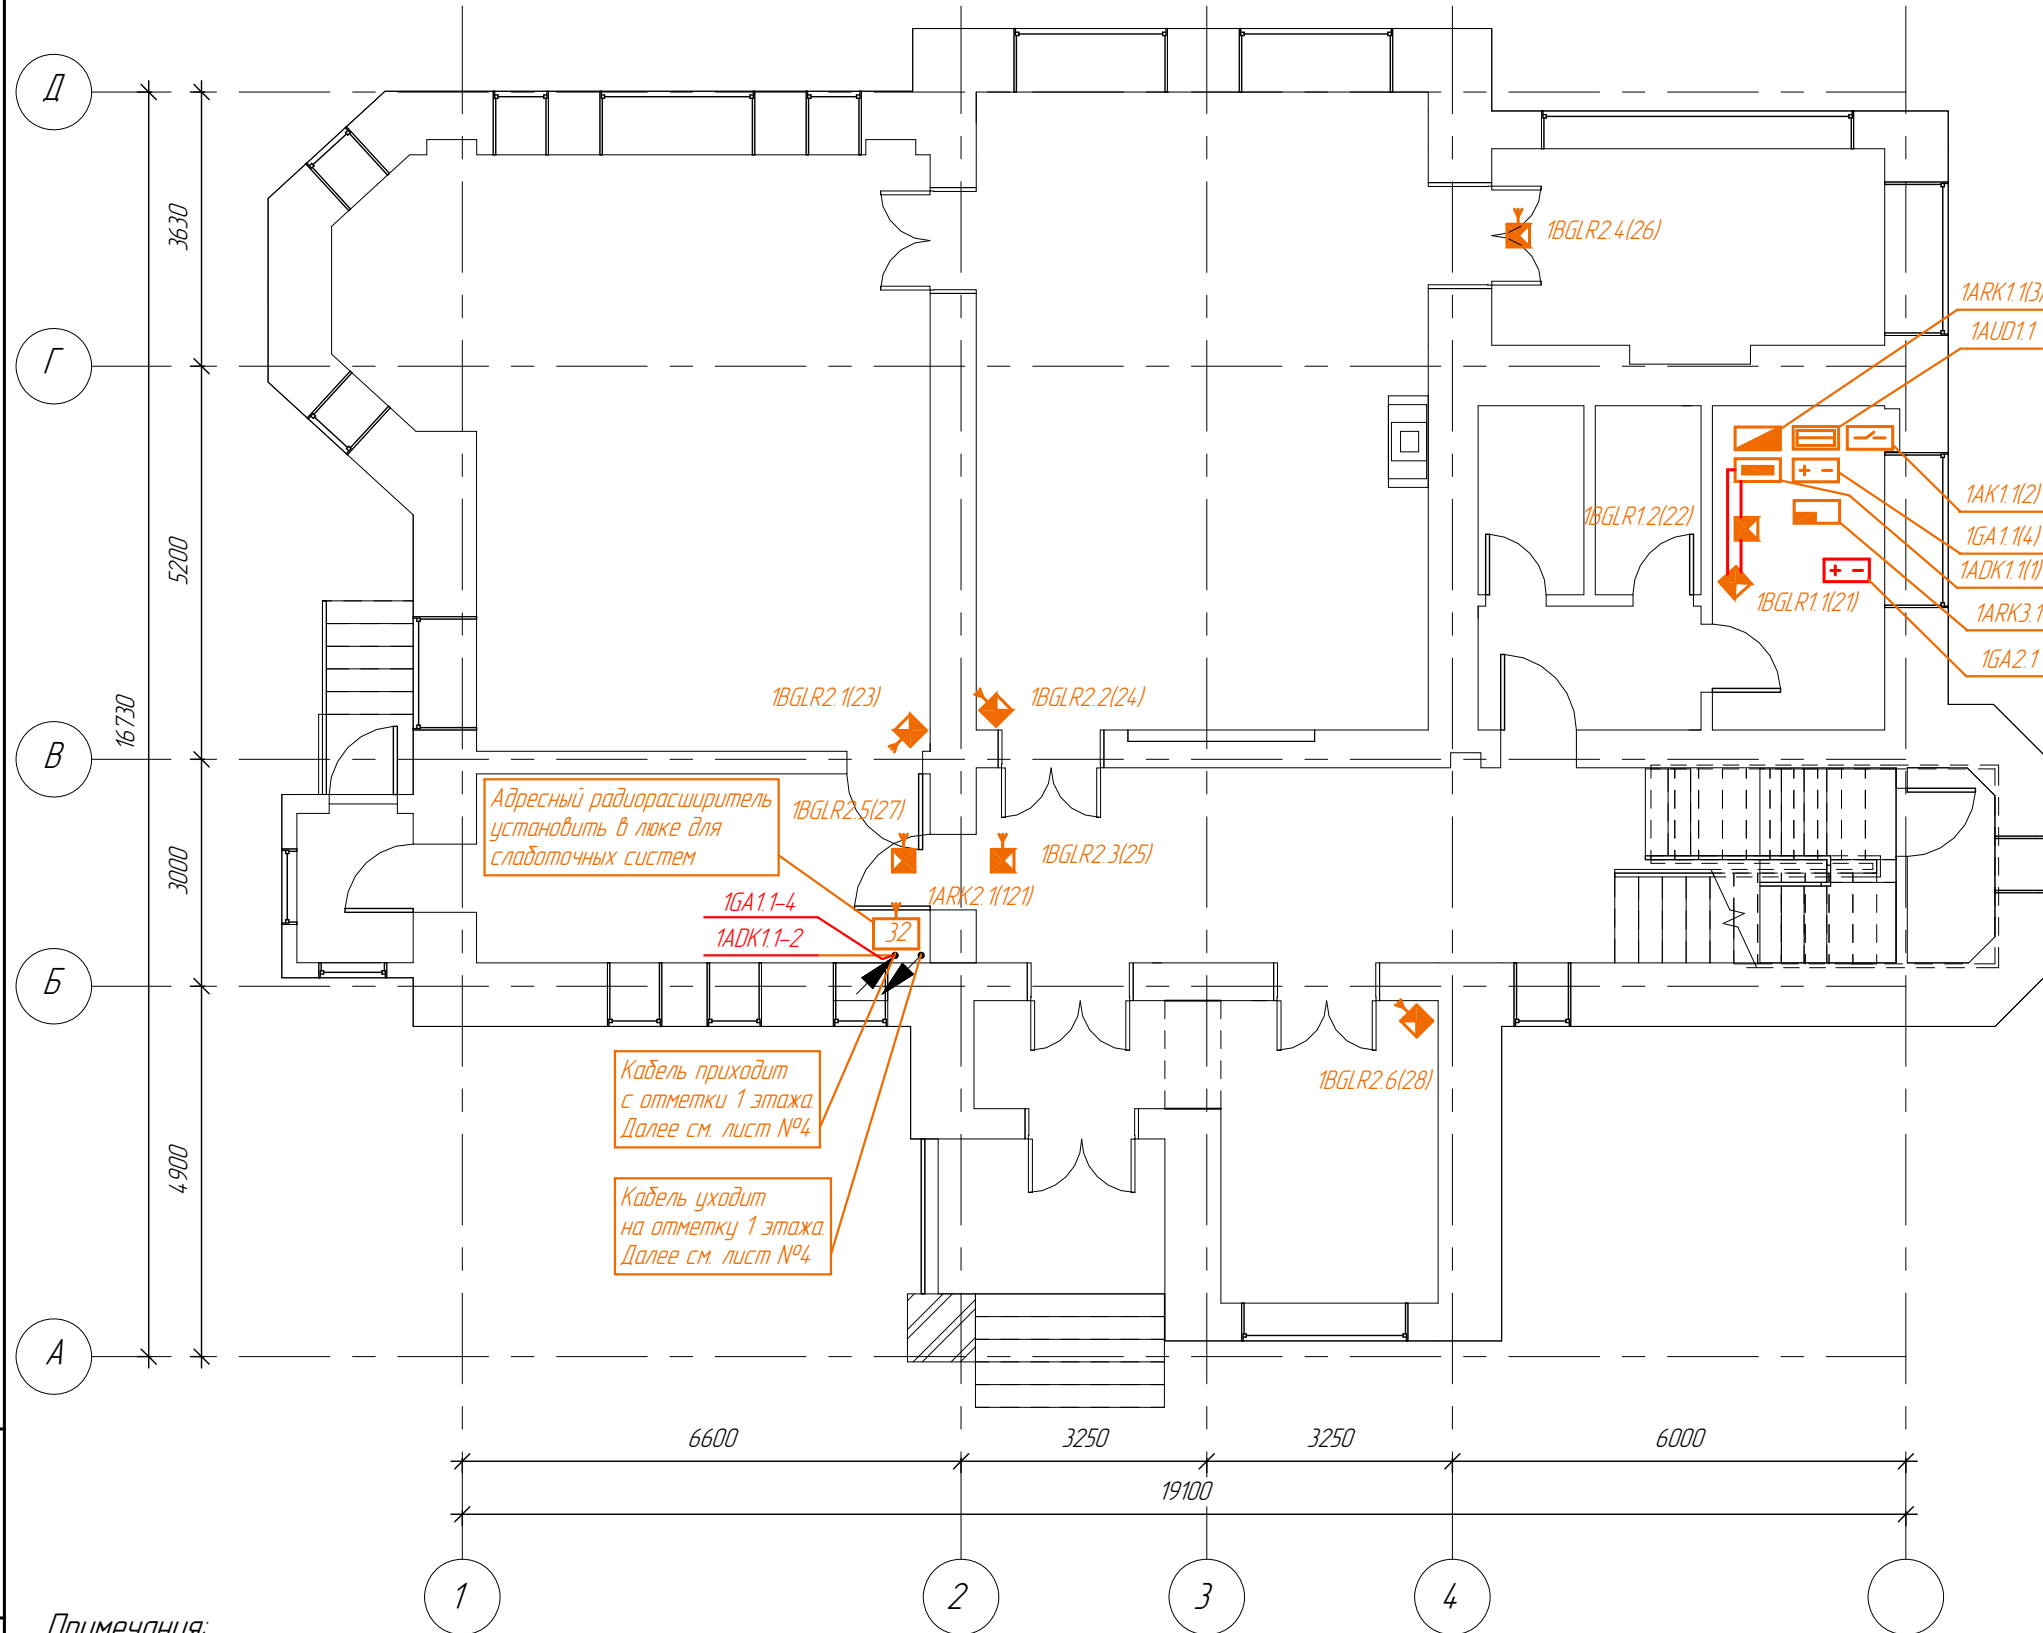 Д
Г
В
Б
А
3630
5200
3000
4900
16730
1BGLR2.4(26)
1ARK1.1(3)
1AUD1.1
1AK1.1(2)
1GA1.1(4)
1ADK1.1(1)
1ARK3.1
1GA2.1
1BGLR1.2(22)
1BGLR1.1(21)
1BGLR2.1(23)
1BGLR2.2(24)
Адресный радиорасширитель
установить в люке для
слаботочных систем
1BGLR2.5(27)
1BGLR2.3(25)
1ARK2.1(121)
32
1GA1.1-4
1ADK1.1-2
Кабель приходит
с отметки 1 этажа.
Далее см. лист №4
Кабель уходит
на отметку 1 этажа.
Далее см. лист №4
1BGLR2.6(28)
6600
3250
3250
6000
19100
1
2
3
4
Примечания: